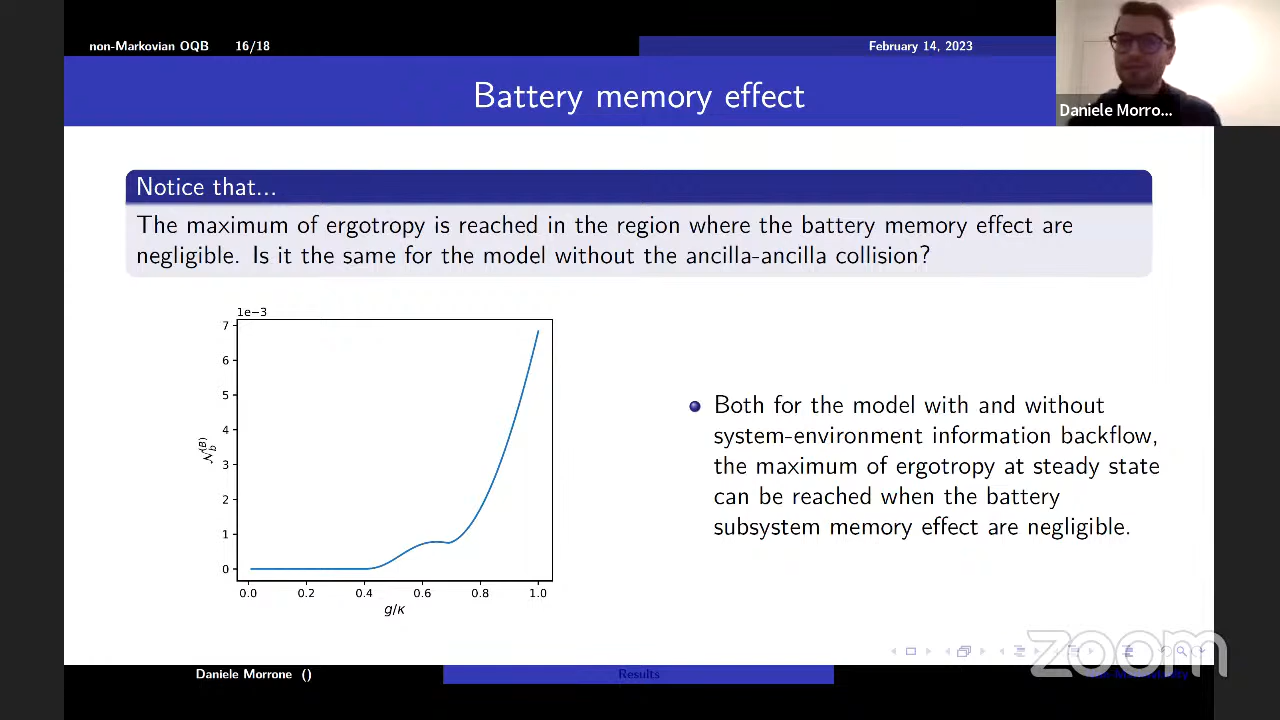 non-Markovian OQB 16/18
February 14, 2023
Battery memory effect
Daniele Morro...
Notice that...
The maximum of ergotropy is reached in the region where the battery memory effect are
negligible. Is it the same for the model without the ancilla-ancilla collision?
1e−3
7
6
5
4
3
2
1
0
𝒩_b^(B)
0.0 0.2 0.4 0.6 0.8 1.0
g/κ
Both for the model with and without
system-environment information backflow,
the maximum of ergotropy at steady state
can be reached when the battery
subsystem memory effect are negligible.
zoom
Daniele Morrone ()
Results